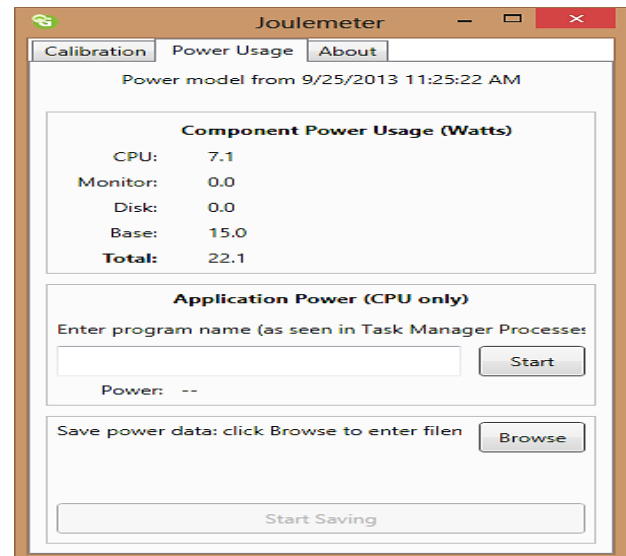 Joulemeter
Calibration Power Usage About
Power model from 9/25/2013 11:25:22 AM
Component Power Usage (Watts)
CPU: 7.1
Monitor: 0.0
Disk: 0.0
Base: 15.0
Total: 22.1
Application Power (CPU only)
Enter program name (as seen in Task Manager Processes
Start
Power: --
Save power data: click Browse to enter filen
Browse
Start Saving